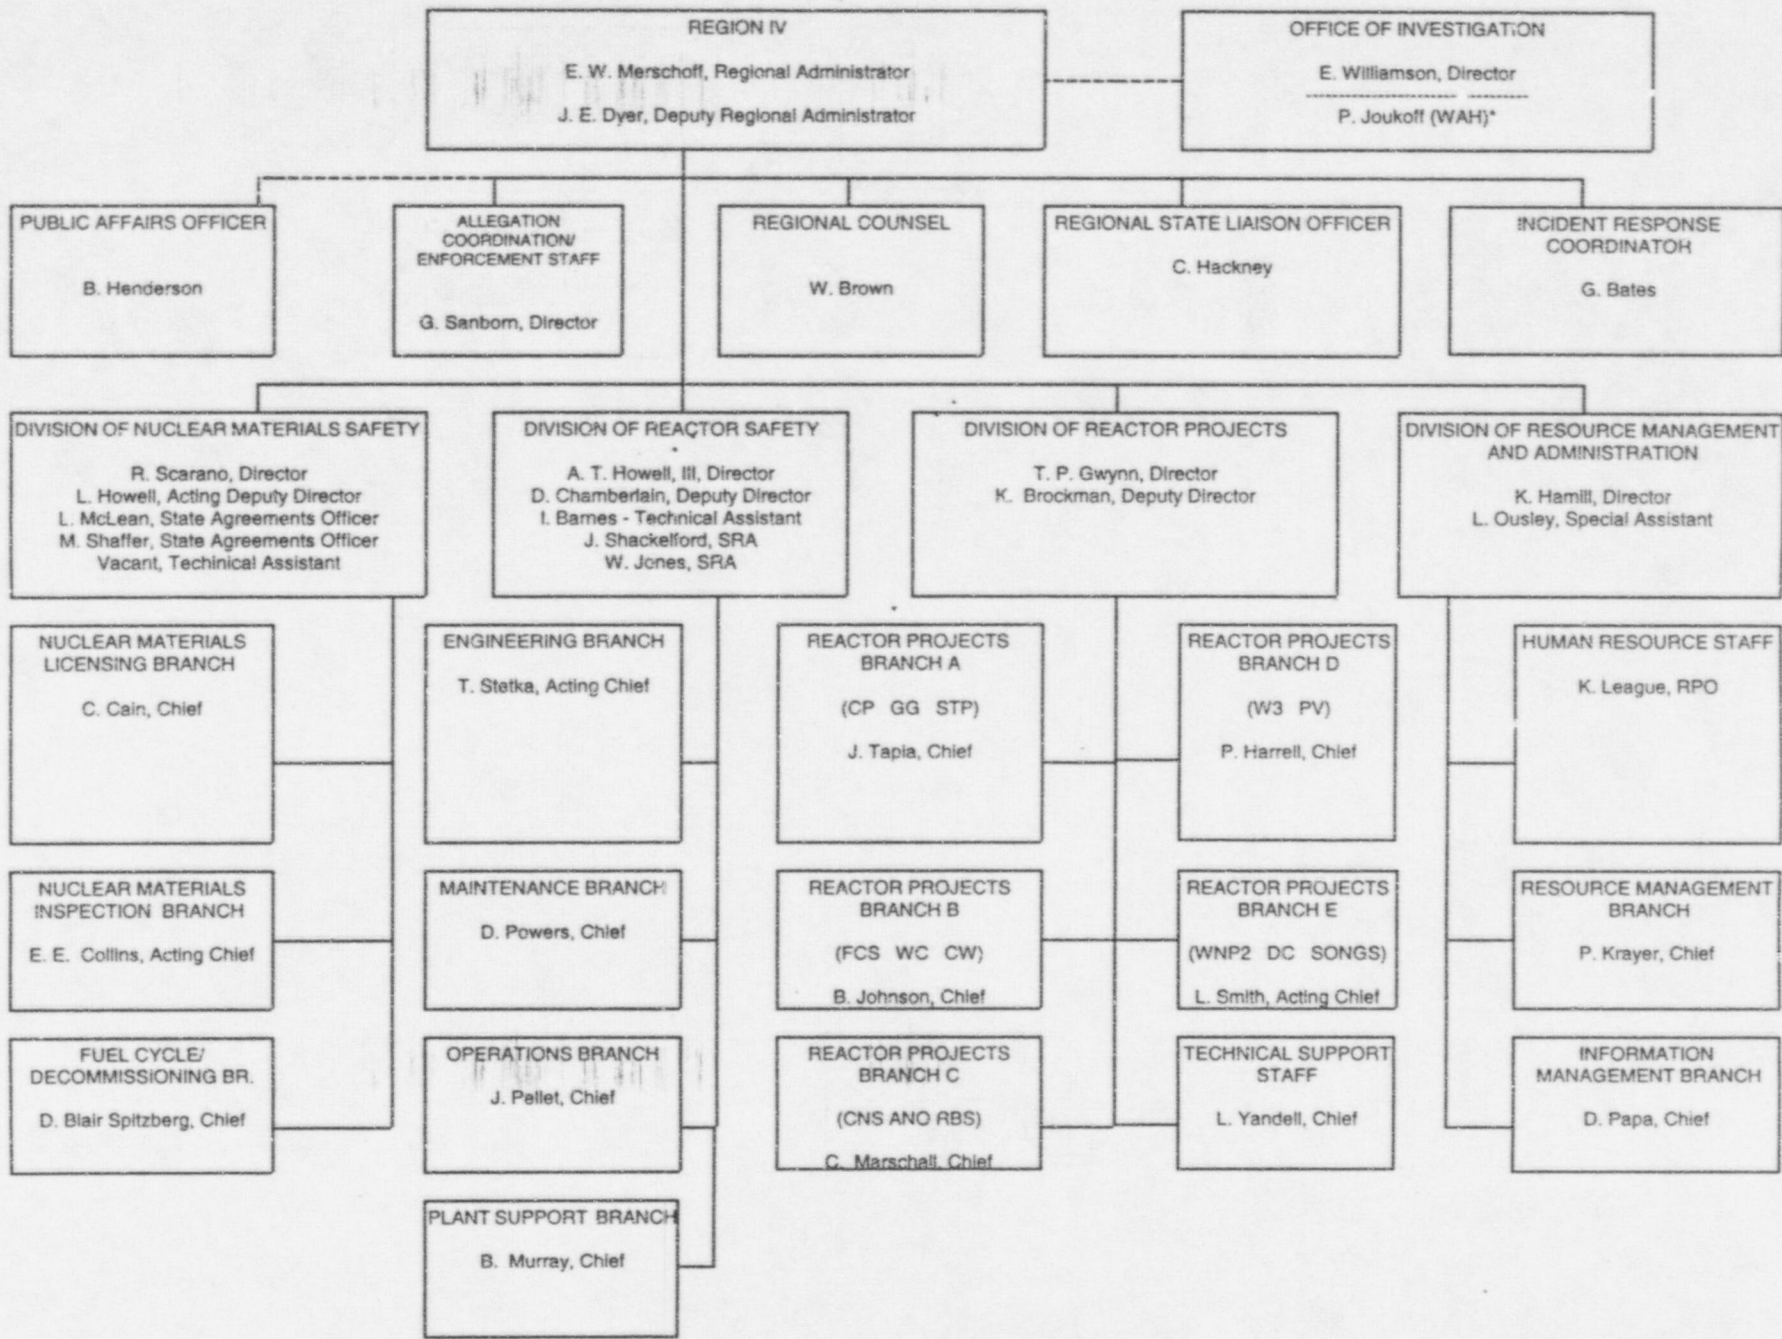 REGION IV
E. W. Merschoff, Regional Administrator
J. E. Dyer, Deputy Regional Administrator
OFFICE OF INVESTIGATION
E. Williamson, Director
P. Joukoff (WAH)*
PUBLIC AFFAIRS OFFICER
B. Henderson
ALLEGATION
COORDINATION/
ENFORCEMENT STAFF
G. Sanborn, Director
REGIONAL COUNSEL
W. Brown
REGIONAL STATE LIAISON OFFICER
C. Hackney
INCIDENT RESPONSE
COORDINATOR
G. Bates
DIVISION OF NUCLEAR MATERIALS SAFETY
R. Scarano, Director
L. Howell, Acting Deputy Director
L. McLean, State Agreements Officer
M. Shaffer, State Agreements Officer
Vacant, Techinical Assistant
DIVISION OF REACTOR SAFETY
A. T. Howell, III, Director
D. Chamberlain, Deputy Director
I. Barnes - Technical Assistant
J. Shackelford, SRA
W. Jones, SRA
DIVISION OF REACTOR PROJECTS
T. P. Gwynn, Director
K. Brockman, Deputy Director
DIVISION OF RESOURCE MANAGEMENT
AND ADMINISTRATION
K. Hamill, Director
L. Ousley, Special Assistant
NUCLEAR MATERIALS
LICENSING BRANCH
C. Cain, Chief
ENGINEERING BRANCH
T. Stetka, Acting Chief
REACTOR PROJECTS
BRANCH A
(CP GG STP)
J. Tapia, Chief
REACTOR PROJECTS
BRANCH D
(W3 PV)
P. Harrell, Chief
HUMAN RESOURCE STAFF
K. League, RPO
NUCLEAR MATERIALS
INSPECTION BRANCH
E. E. Collins, Acting Chief
MAINTENANCE BRANCH
D. Powers, Chief
REACTOR PROJECTS
BRANCH B
(FCS WC CW)
B. Johnson, Chief
REACTOR PROJECTS
BRANCH E
(WNP2 DC SONGS)
L. Smith, Acting Chief
RESOURCE MANAGEMENT
BRANCH
P. Krayer, Chief
FUEL CYCLE/
DECOMMISSIONING BR.
D. Blair Spitzberg, Chief
OPERATIONS BRANCH
J. Pellet, Chief
REACTOR PROJECTS
BRANCH C
(CNS ANO RBS)
C. Marschall, Chief
TECHNICAL SUPPORT
STAFF
L. Yandell, Chief
INFORMATION
MANAGEMENT BRANCH
D. Papa, Chief
PLANT SUPPORT BRANCH
B. Murray, Chief